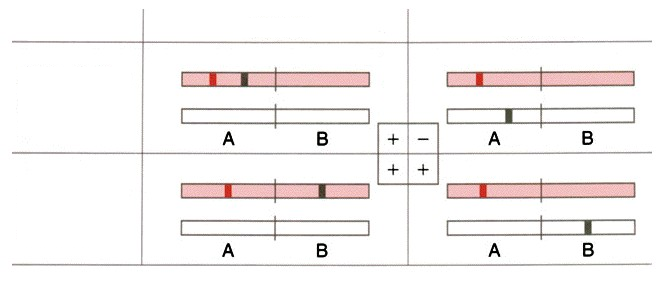 A B A B
+ −
+ +
A B A B